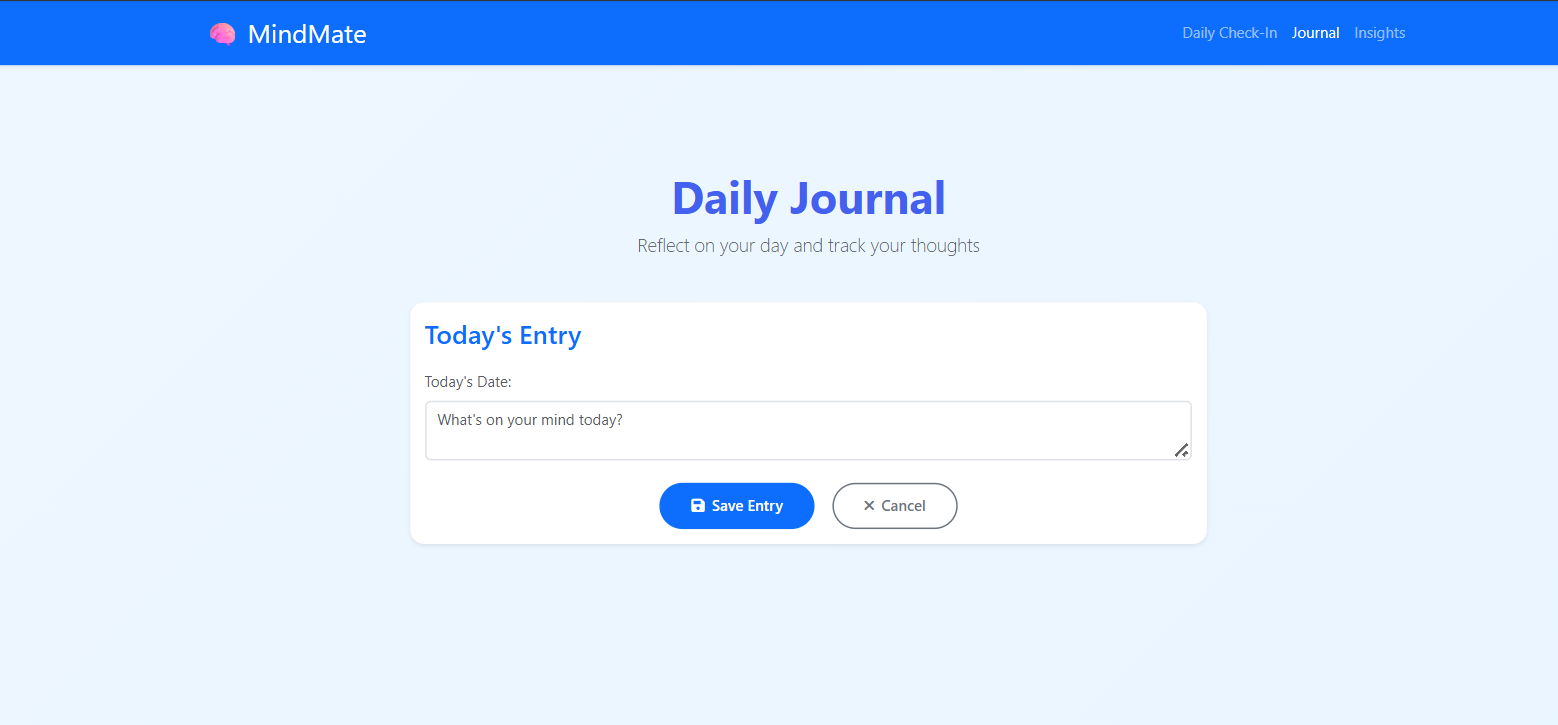 MindMate
Daily Check-In Journal Insights
Daily Journal
Reflect on your day and track your thoughts
Today's Entry
Today's Date:
What's on your mind today?
Save Entry
Cancel